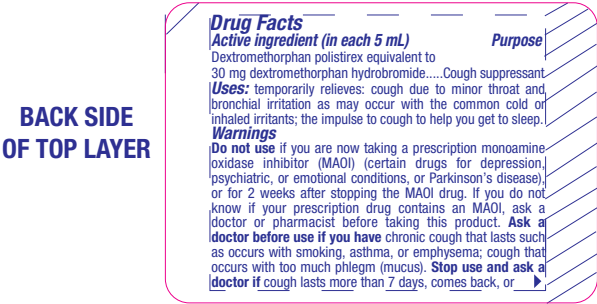 BACK SIDE
OF TOP LAYER
Drug Facts
Active ingredient (in each 5 mL) Purpose
Dextromethorphan polistirex equivalent to
30 mg dextromethorphan hydrobromide.....Cough suppressant
Uses: temporarily relieves: cough due to minor throat and
bronchial irritation as may occur with the common cold or
inhaled irritants; the impulse to cough to help you get to sleep.
Warnings
Do not use if you are now taking a prescription monoamine
oxidase inhibitor (MAOI) (certain drugs for depression,
psychiatric, or emotional conditions, or Parkinson's disease),
or for 2 weeks after stopping the MAOI drug. If you do not
know if your prescription drug contains an MAOI, ask a
doctor or pharmacist before taking this product. Ask a
doctor before use if you have chronic cough that lasts such
as occurs with smoking, asthma, or emphysema; cough that
occurs with too much phlegm (mucus). Stop use and ask a
doctor if cough lasts more than 7 days, comes back, or